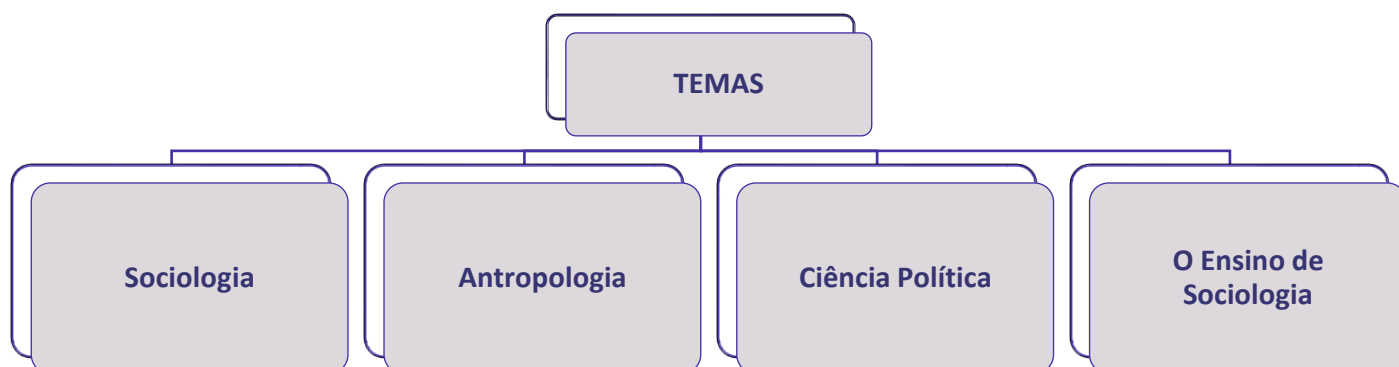 TEMAS
Sociologia
Antropologia
Ciência Política
O Ensino de
Sociologia